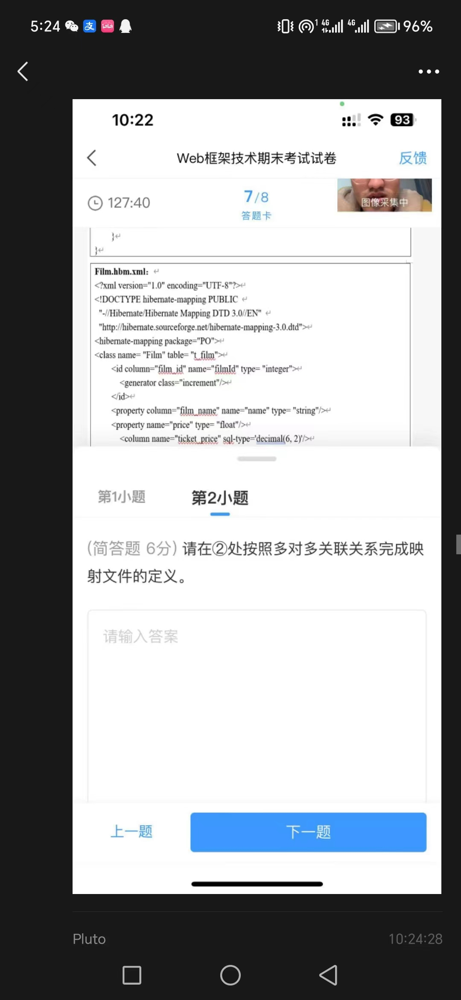 5:24
支
bilibili
1
4G
4G
96%
10:22
93
Web框架技术期末考试试卷
反馈
127:40
7/8
答题卡
图像采集中
}↵
}↵
Film.hbm.xml: ↵
<?xml version="1.0" encoding="UTF-8"?>↵
<!DOCTYPE hibernate-mapping PUBLIC ↵
"-//Hibernate/Hibernate Mapping DTD 3.0//EN" ↵
"http://hibernate.sourceforge.net/hibernate-mapping-3.0.dtd">↵
<hibernate-mapping package="PO">↵
<class name= "Film" table= "t_film">↵
<id column="film_id" name="filmId" type= "integer">↵
<generator class="increment"/>↵
</id>↵
<property column="film_name" name="name" type= "string"/>↵
<property name="price" type= "float"/>↵
<column name="ticket_price" sql-type='decimal(6, 2)'/>↵
第1小题
第2小题
(简答题 6分) 请在②处按照多对多关联关系完成映
射文件的定义。
请输入答案
上一题
下一题
Pluto
10:24:28